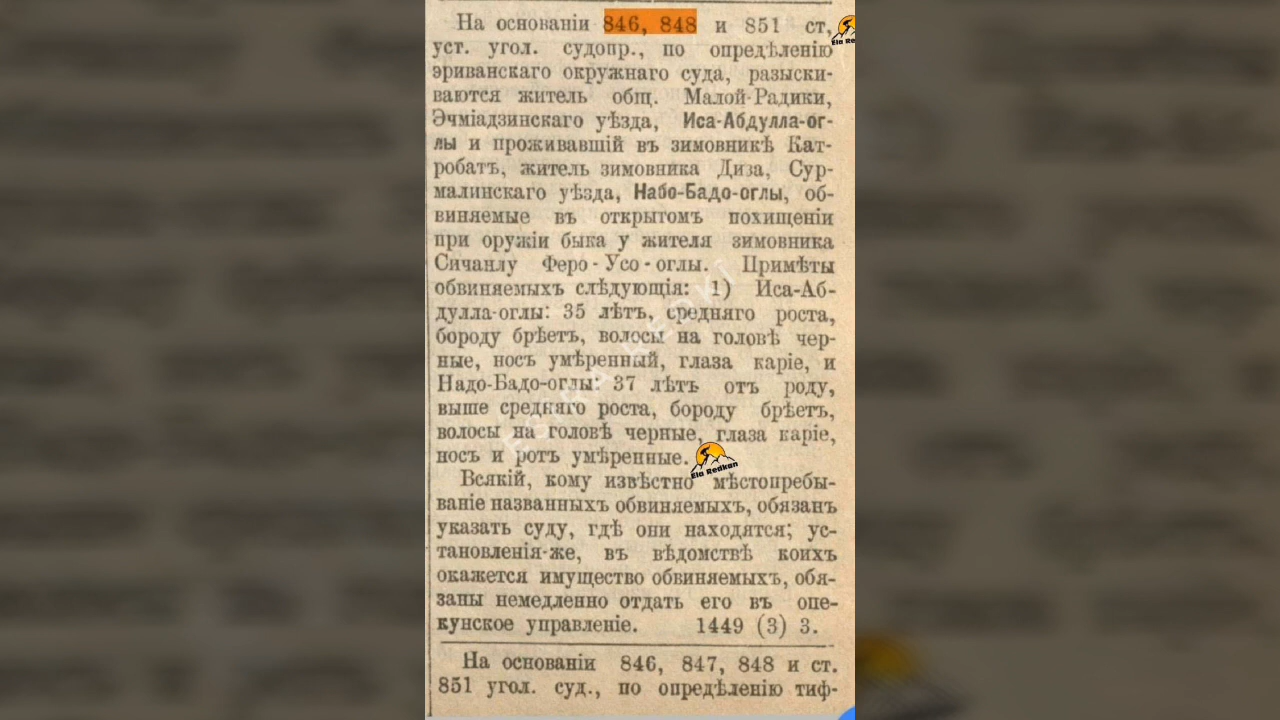 На основаніи 846, 848 и 851 ст,
уст. угол. судопр., по опредѣленію
эриванскаго окружнаго суда, разыски-
ваются житель общ. Малой-Радики,
Эчміадзинскаго уѣзда, Иса-Абдулла-ог-
лы и проживавшій въ зимовникѣ Кат-
робатъ, житель зимовника Диза, Сур-
малинскаго уѣзда, Набо-Бадо-оглы, об-
виняемые въ открытомъ похищеніи
при оружіи быка у жителя зимовника
Сичанлу Феро-Усо-оглы. Примѣты
обвиняемыхъ слѣдующія: 1) Иса-Аб-
дулла-оглы: 35 лѣтъ, средняго роста,
бороду брѣетъ, волосы на головѣ чер-
ные, носъ умѣренный, глаза каріе, и
Надо-Бадо-оглы: 37 лѣтъ отъ роду,
выше средняго роста, бороду брѣетъ,
волосы на головѣ черные, глаза каріе,
носъ и ротъ умѣренные.
Всякій, кому извѣстно мѣстопребы-
ваніе названныхъ обвиняемыхъ, обязанъ
указать суду, гдѣ они находятся; ус-
тановленія-же, въ вѣдомствѣ коихъ
окажется имущество обвиняемыхъ, обя-
заны немедленно отдать его въ опе-
кунское управленіе. 1449 (3) 3.
На основаніи 846, 847, 848 и ст.
851 угол. суд., по опредѣленію тиф-
Ela Redkan